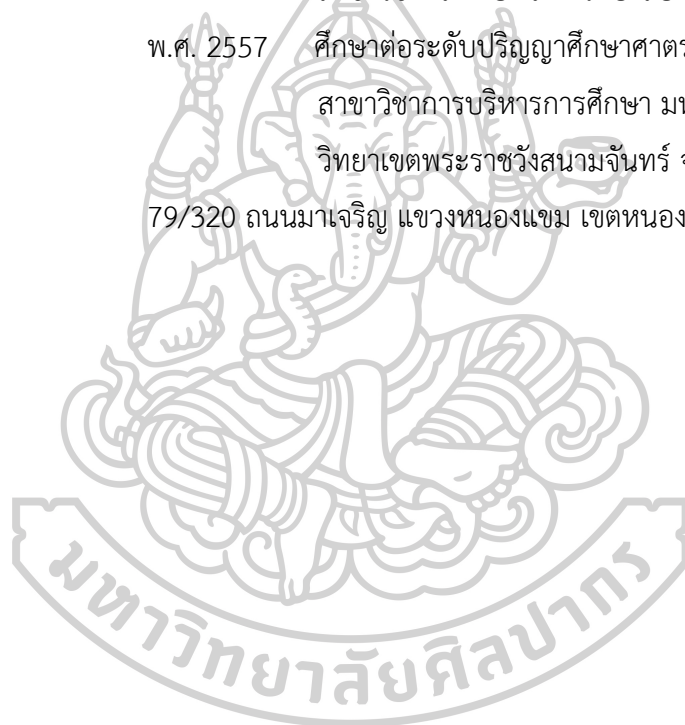 พ.ศ. 2557 ศึกษาต่อระดับปริญญาศึกษาศาตร
สาขาวิชาการบริหารการศึกษา
วิทยาเขตพระราชวังสนามจันทร์
79/320 ถนนมาเจริญ แขวงหนองแขม เขตหนอง
มหาวิทยาลัยศิลปากร